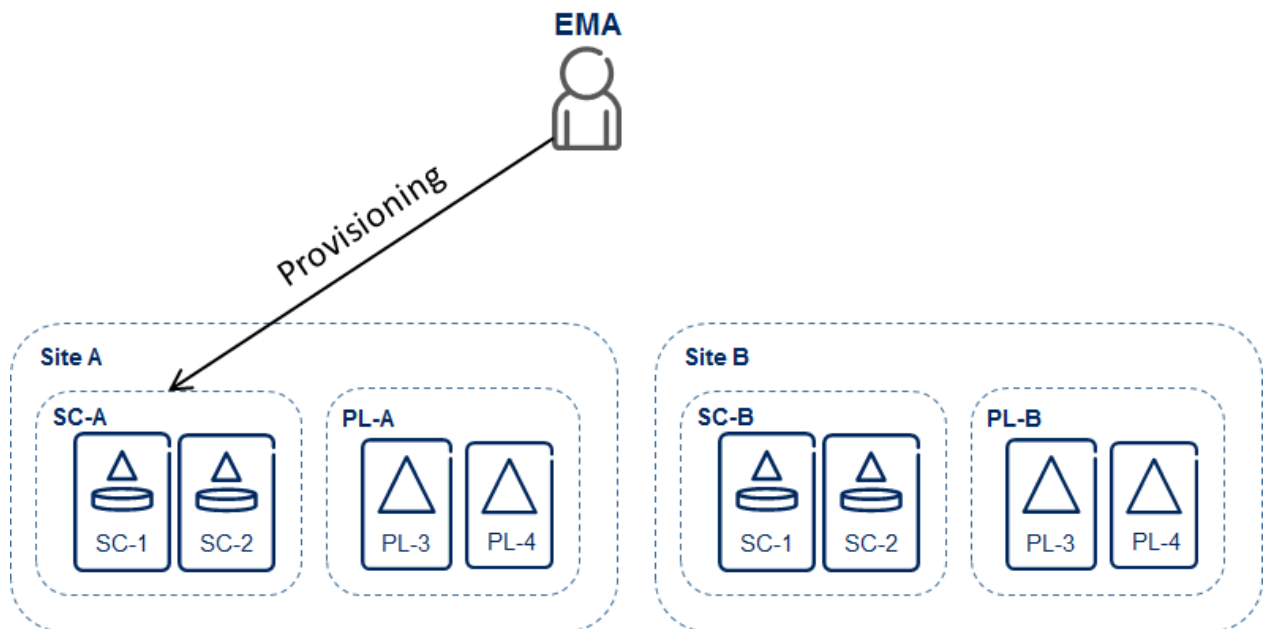 EMA
Provisioning
Site A
Site B
SC-A
PL-A
SC-B
PL-B
SC-1
SC-2
PL-3
PL-4
SC-1
SC-2
PL-3
PL-4